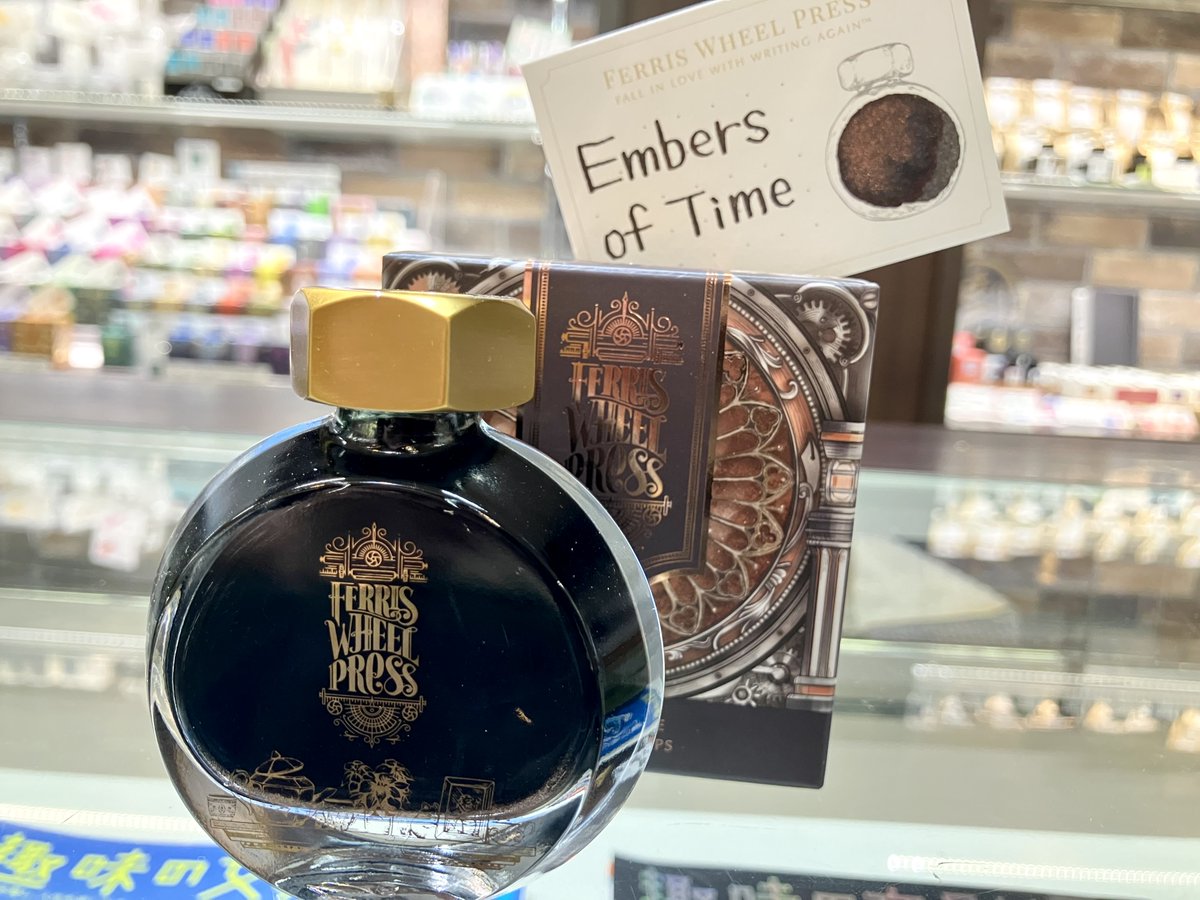 FERRIS WHEEL PRESS
FALL IN LOVE WITH WRITING AGAIN™
Embers
of Time
FERRIS
WHEEL
PRESS
FERRIS
WHEEL
PRESS
趣味の文